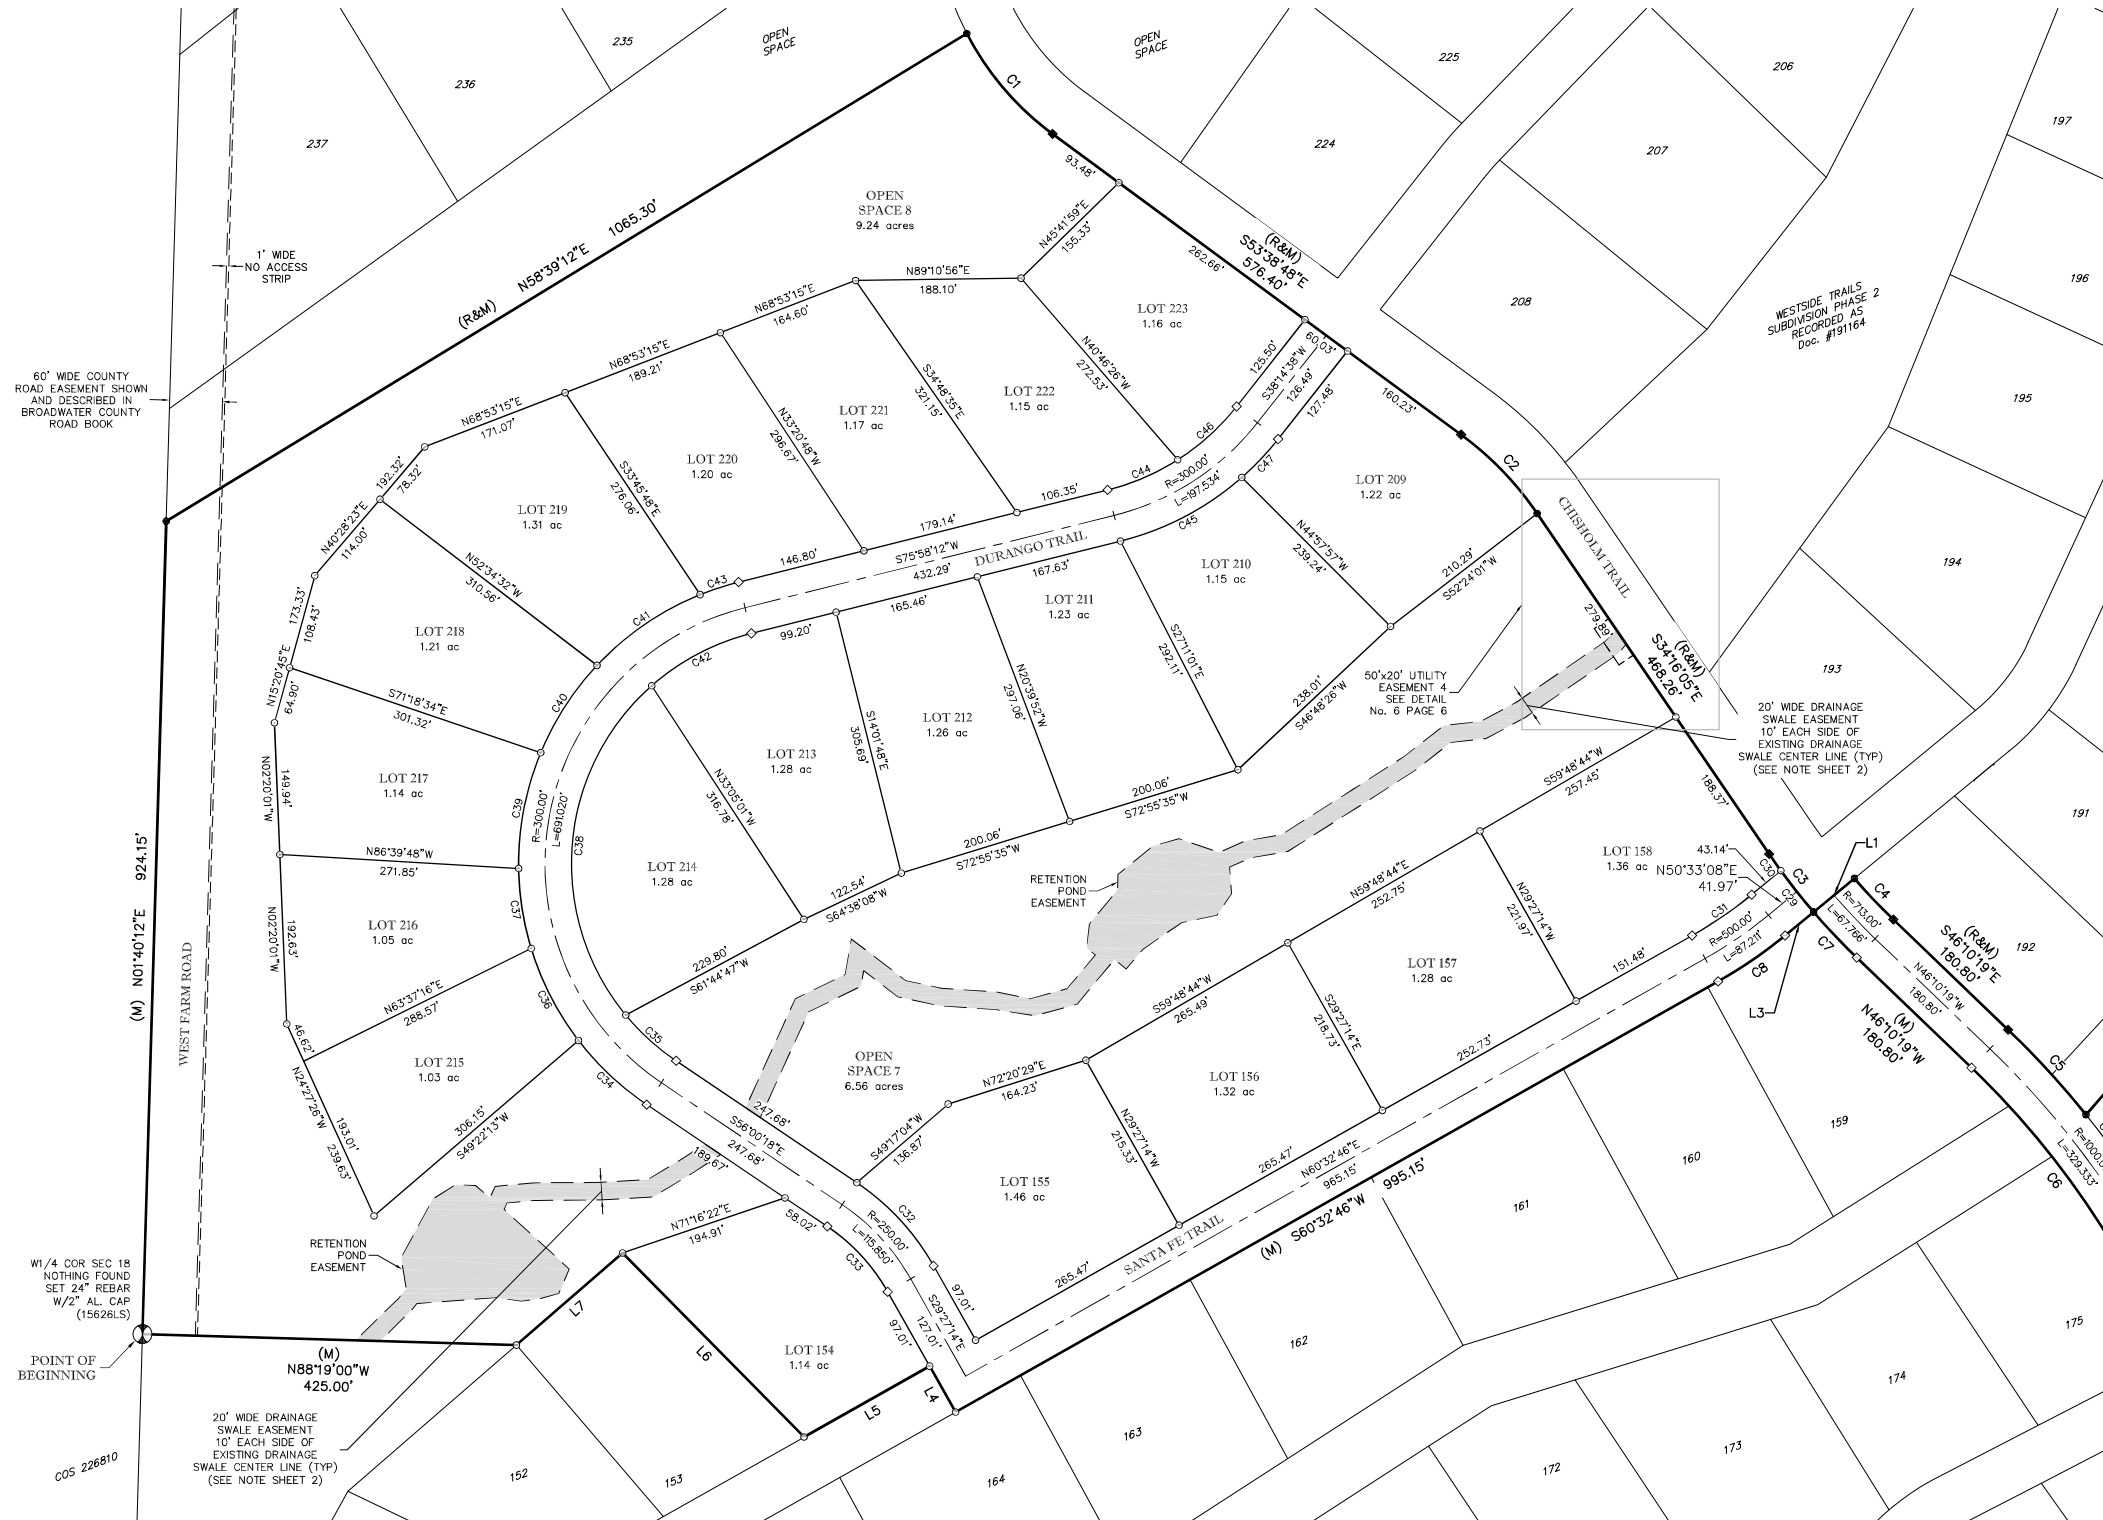 236
235
OPEN
SPACE
C1
OPEN
SPACE
225
206
197
237
224
207
1' WIDE
NO ACCESS
STRIP
(R&M)
N58°39'12"E
1065.30'
OPEN
SPACE 8
9.24 acres
93.48'
N45°41'59"E
155.33'
262.66'
(R&M)
S53°38'48"E
576.40'
208
WESTSIDE TRAILS
SUBDIVISION PHASE 2
RECORDED AS
Doc. #191164
196
195
194
193
191
192
60' WIDE COUNTY
ROAD EASEMENT SHOWN
AND DESCRIBED IN
BROADWATER COUNTY
ROAD BOOK
N68°53'15"E
171.07'
N68°53'15"E
189.21'
N68°53'15"E
164.60'
N89°10'56"E
188.10'
LOT 223
1.16 ac
N40°46'26"W
272.53'
125.50'
60.03'
S38°14'38"W
126.49'
127.48'
160.23'
C2
LOT 222
1.15 ac
S34°48'35"E
321.15'
LOT 221
1.17 ac
N33°20'48"W
296.67'
LOT 220
1.20 ac
S33°45'48"E
276.06'
LOT 219
1.31 ac
192.32'
78.32'
N40°28'23"E
114.00'
N52°34'32"W
310.56'
LOT 218
1.21 ac
173.33'
108.43'
N15°20'45"E
64.90'
S71°18'34"E
301.32'
LOT 217
1.14 ac
N02°20'01"W
149.94'
N86°39'48"W
271.85'
LOT 216
1.05 ac
N02°20'01"W
192.63'
N63°37'16"E
288.57'
LOT 215
1.03 ac
46.62'
N24°27'26"W
193.01'
239.63'
306.15'
S49°22'13"W
C46
C44
R=300.00'
L=197.534'
C47
C45
106.35'
179.14'
146.80'
C43
C41
S75°58'12"W
432.29'
DURANGO TRAIL
C42
99.20'
165.46'
167.63'
C40
C39
R=300.00'
L=691.020'
C38
C37
C36
C35
C34
LOT 209
1.22 ac
N44°57'57"W
239.24'
210.29'
S52°24'01"W
LOT 210
1.15 ac
LOT 211
1.23 ac
S27°11'01"E
292.11'
238.01'
S46°48'26"W
LOT 212
1.26 ac
N20°39'52"W
297.06'
200.06'
S72°55'35"W
LOT 213
1.28 ac
S14°01'48"E
305.69'
200.06'
S72°55'35"W
LOT 214
1.28 ac
N33°05'01"W
316.78'
122.54'
S64°38'08"W
229.80'
S61°44'47"W
CHISHOLM TRAIL
279.89'
(R&M)
S34°16'05"E
468.26'
50'x20' UTILITY
EASEMENT 4
SEE DETAIL
No. 6 PAGE 6
20' WIDE DRAINAGE
SWALE EASEMENT
10' EACH SIDE OF
EXISTING DRAINAGE
SWALE CENTER LINE (TYP)
(SEE NOTE SHEET 2)
188.37'
S59°48'44"W
257.45'
LOT 158
1.36 ac
43.14'
N50°33'08"E
41.97'
C30
C3
C29
L1
C31
R=500.00'
L=87.211'
C8
L3
C4
R=713.00'
L=67.766'
C7
(R&M)
S46°10'19"E
180.80'
N46°10'19"W
180.80'
(M)
N46°10'19"W
180.80'
C5
C6
R=1000.0
L=329.333'
RETENTION
POND
EASEMENT
N59°48'44"E
252.75'
N29°27'14"W
221.97'
151.48'
LOT 157
1.28 ac
S59°48'44"W
265.49'
S29°27'14"E
218.73'
252.73'
OPEN
SPACE 7
6.56 acres
N72°20'29"E
164.23'
S49°17'04"W
136.87'
LOT 156
1.32 ac
N29°27'14"W
215.33'
265.47'
N60°32'46"E
965.15'
(M) S60°32'46"W 995.15'
LOT 155
1.46 ac
265.47'
SANTA FE TRAIL
247.68'
S56°00'18"E
247.68'
189.67'
C32
R=250.00'
L=115.850'
C33
58.02'
97.01'
S29°27'14"E
127.01'
97.01'
N71°16'22"E
194.91'
L7
L6
LOT 154
1.14 ac
L5
L4
(M) N01°40'12"E 924.15'
WEST FARM ROAD
RETENTION
POND
EASEMENT
W1/4 COR SEC 18
NOTHING FOUND
SET 24" REBAR
W/2" AL. CAP
(15626LS)
POINT OF
BEGINNING
(M)
N88°19'00"W
425.00'
20' WIDE DRAINAGE
SWALE EASEMENT
10' EACH SIDE OF
EXISTING DRAINAGE
SWALE CENTER LINE (TYP)
(SEE NOTE SHEET 2)
COS 226810
152
153
164
163
162
161
160
159
172
173
174
175